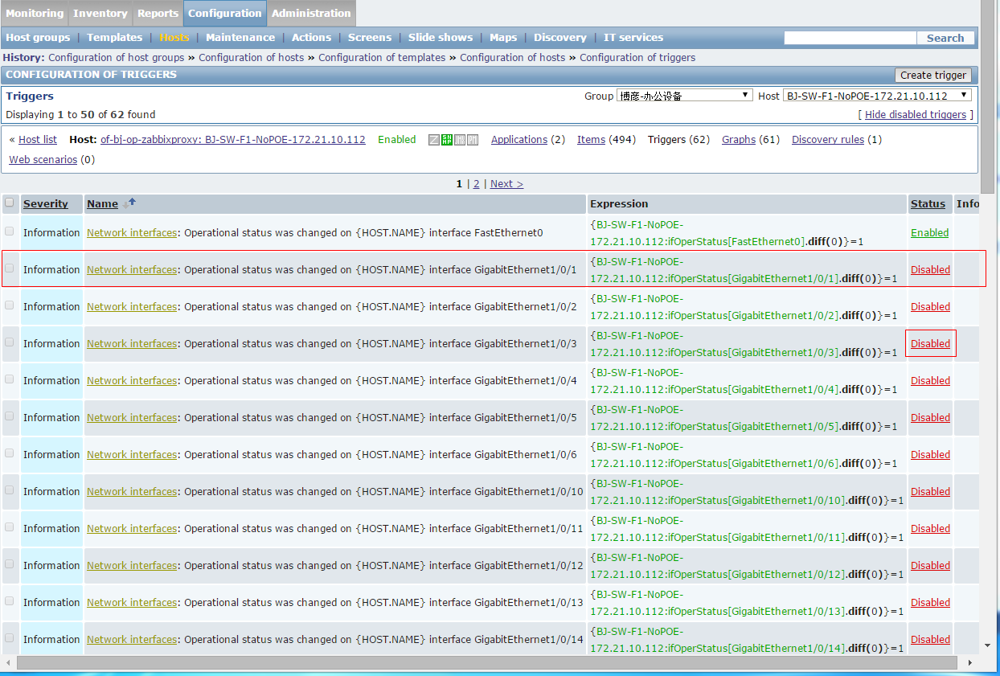 Monitoring Inventory Reports Configuration Administration
Host groups | Templates | Hosts | Maintenance | Actions | Screens | Slide shows | Maps | Discovery | IT services Search
History: Configuration of host groups » Configuration of hosts » Configuration of templates » Configuration of hosts » Configuration of triggers
CONFIGURATION OF TRIGGERS Create trigger
Triggers Group 博彦-办公设备 Host BJ-SW-F1-NoPOE-172.21.10.112
Displaying 1 to 50 of 62 found [ Hide disabled triggers ]
« Host list Host: of-bj-op-zabbixproxy: BJ-SW-F1-NoPOE-172.21.10.112 Enabled Z SNMP Applications (2) Items (494) Triggers (62) Graphs (61) Discovery rules (1)
Web scenarios (0)
1 | 2 | Next >
Severity Name Expression Status Info
Information Network interfaces: Operational status was changed on {HOST.NAME} interface FastEthernet0 {BJ-SW-F1-NoPOE-
172.21.10.112:ifOperStatus[FastEthernet0].diff(0)}=1 Enabled
Information Network interfaces: Operational status was changed on {HOST.NAME} interface GigabitEthernet1/0/1 {BJ-SW-F1-NoPOE-
172.21.10.112:ifOperStatus[GigabitEthernet1/0/1].diff(0)}=1 Disabled
Information Network interfaces: Operational status was changed on {HOST.NAME} interface GigabitEthernet1/0/2 {BJ-SW-F1-NoPOE-
172.21.10.112:ifOperStatus[GigabitEthernet1/0/2].diff(0)}=1 Disabled
Information Network interfaces: Operational status was changed on {HOST.NAME} interface GigabitEthernet1/0/3 {BJ-SW-F1-NoPOE-
172.21.10.112:ifOperStatus[GigabitEthernet1/0/3].diff(0)}=1 Disabled
Information Network interfaces: Operational status was changed on {HOST.NAME} interface GigabitEthernet1/0/4 {BJ-SW-F1-NoPOE-
172.21.10.112:ifOperStatus[GigabitEthernet1/0/4].diff(0)}=1 Disabled
Information Network interfaces: Operational status was changed on {HOST.NAME} interface GigabitEthernet1/0/5 {BJ-SW-F1-NoPOE-
172.21.10.112:ifOperStatus[GigabitEthernet1/0/5].diff(0)}=1 Disabled
Information Network interfaces: Operational status was changed on {HOST.NAME} interface GigabitEthernet1/0/6 {BJ-SW-F1-NoPOE-
172.21.10.112:ifOperStatus[GigabitEthernet1/0/6].diff(0)}=1 Disabled
Information Network interfaces: Operational status was changed on {HOST.NAME} interface GigabitEthernet1/0/10 {BJ-SW-F1-NoPOE-
172.21.10.112:ifOperStatus[GigabitEthernet1/0/10].diff(0)}=1 Disabled
Information Network interfaces: Operational status was changed on {HOST.NAME} interface GigabitEthernet1/0/11 {BJ-SW-F1-NoPOE-
172.21.10.112:ifOperStatus[GigabitEthernet1/0/11].diff(0)}=1 Disabled
Information Network interfaces: Operational status was changed on {HOST.NAME} interface GigabitEthernet1/0/12 {BJ-SW-F1-NoPOE-
172.21.10.112:ifOperStatus[GigabitEthernet1/0/12].diff(0)}=1 Disabled
Information Network interfaces: Operational status was changed on {HOST.NAME} interface GigabitEthernet1/0/13 {BJ-SW-F1-NoPOE-
172.21.10.112:ifOperStatus[GigabitEthernet1/0/13].diff(0)}=1 Disabled
Information Network interfaces: Operational status was changed on {HOST.NAME} interface GigabitEthernet1/0/14 {BJ-SW-F1-NoPOE-
172.21.10.112:ifOperStatus[GigabitEthernet1/0/14].diff(0)}=1 Disabled